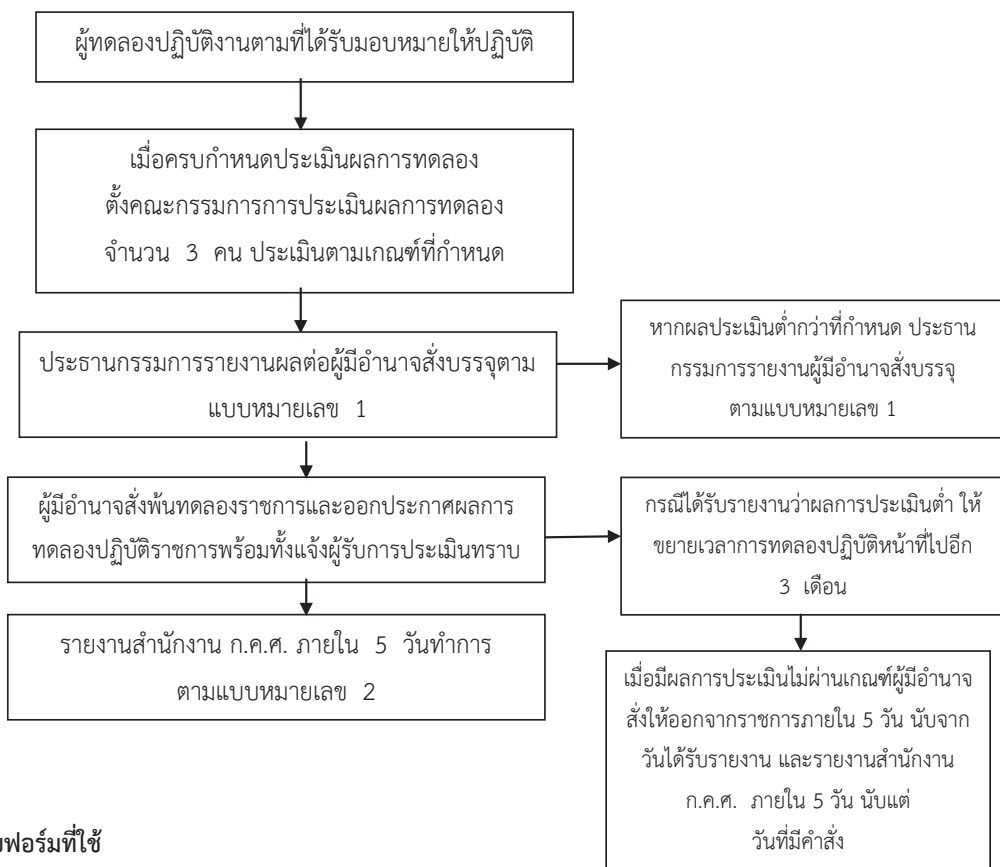 ผู้ทดลองปฏิบัติงานตามที่ได้รับมอบหมายให้ปฏิบัติ
เมื่อครบกำหนดประเมินผลการทดลอง
ตั้งคณะกรรมการการประเมินผลการทดลอง
จำนวน 3 คน ประเมินตามเกณฑ์ที่กำหนด
ประธานกรรมการรายงานผลต่อผู้มีอำนาจสั่งบรรจุตาม
แบบหมายเลข 1
หากผลประเมินต่ำกว่าที่กำหนด ประธาน
กรรมการรายงานผู้มีอำนาจสั่งบรรจุ
ตามแบบหมายเลข 1
ผู้มีอำนาจสั่งพ้นทดลองราชการและออกประกาศผลการ
ทดลองปฏิบัติราชการพร้อมทั้งแจ้งผู้รับการประเมินทราบ
กรณีได้รับรายงานว่าผลการประเมินต่ำ ให้
ขยายเวลาการทดลองปฏิบัติหน้าที่ไปอีก
3 เดือน
รายงานสำนักงาน ก.ค.ศ. ภายใน 5 วันทำการ
ตามแบบหมายเลข 2
เมื่อมีผลการประเมินไม่ผ่านเกณฑ์ผู้มีอำนาจ
สั่งให้ออกจากราชการภายใน 5 วัน นับจาก
วันได้รับรายงาน และรายงานสำนักงาน
ก.ค.ศ. ภายใน 5 วัน นับแต่
วันที่มีคำสั่ง
ฟอร์มที่ใช้